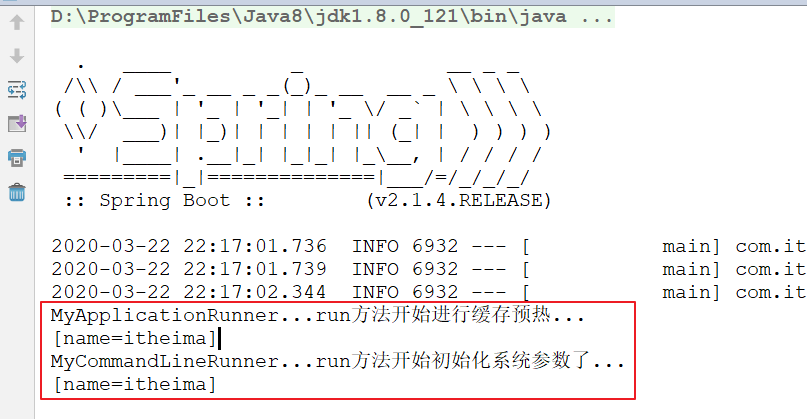 D:\ProgramFiles\Java8\jdk1.8.0_121\bin\java ...
  .   ____          _            __ _ _
 /\\ / ___'_ __ _ _(_)_ __  __ _ \ \ \ \
( ( )\___ | '_ | '_| | '_ \/ _` | \ \ \ \
 \\/  ___)| |_)| | | | | || (_| |  ) ) ) )
  '  |____| .__|_| |_|_| |_\__, | / / / /
 =========|_|==============|___/=/_/_/_/
 :: Spring Boot ::        (v2.1.4.RELEASE)
2020-03-22 22:17:01.736  INFO 6932 --- [           main] com.it
2020-03-22 22:17:01.739  INFO 6932 --- [           main] com.it
2020-03-22 22:17:02.344  INFO 6932 --- [           main] com.it
MyApplicationRunner...run方法开始进行缓存预热...
[name=itheima]
MyCommandLineRunner...run方法开始初始化系统参数了...
[name=itheima]